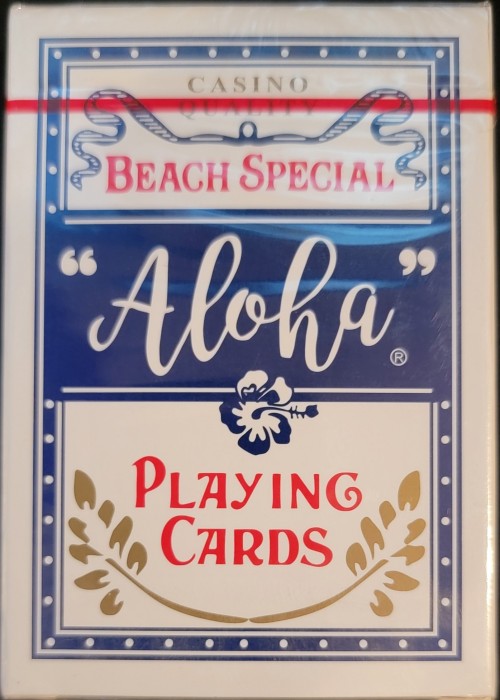 CASINO
QUALITY
BEACH SPECIAL
“Aloha”®
PLAYING
CARDS